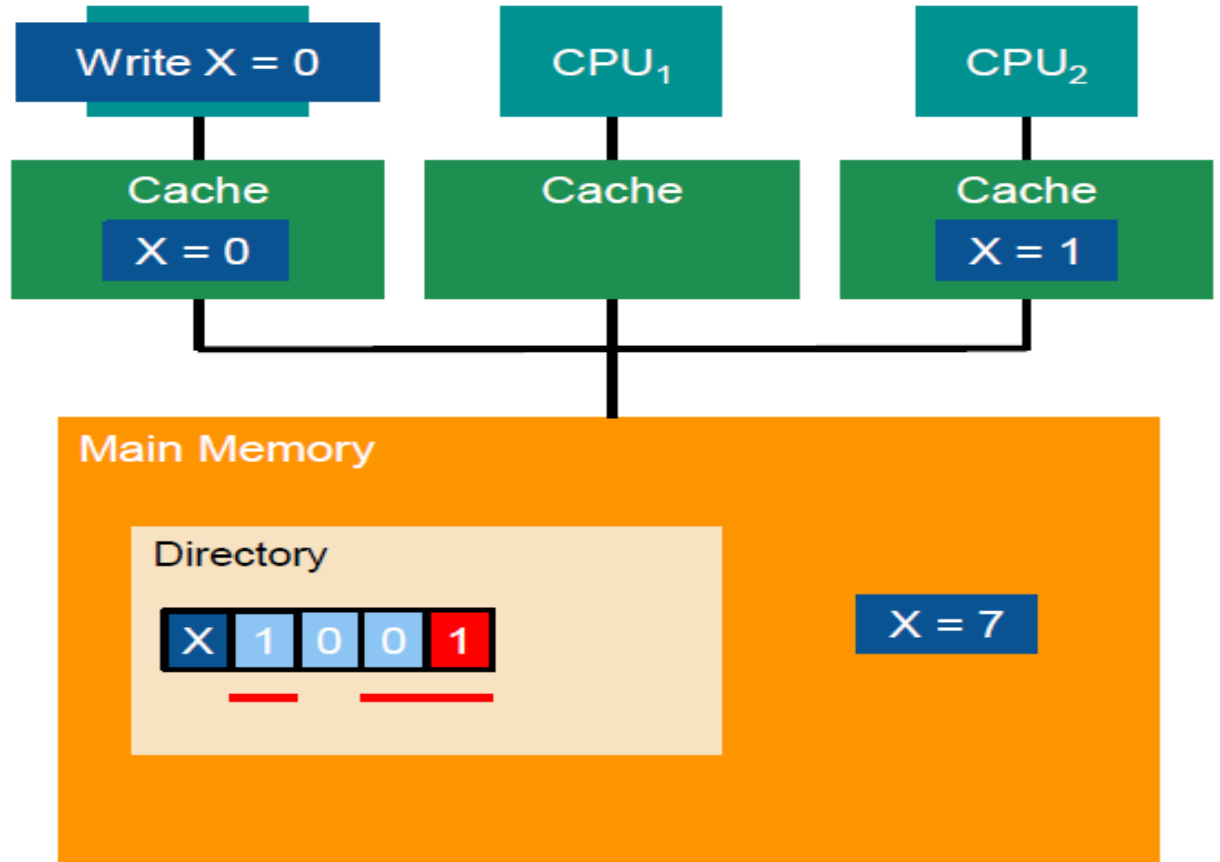 Write X = 0
CPU₁
CPU₂
Cache
Cache
Cache
X = 0
X = 1
Main Memory
Directory
X 1 0 0 1
X = 7